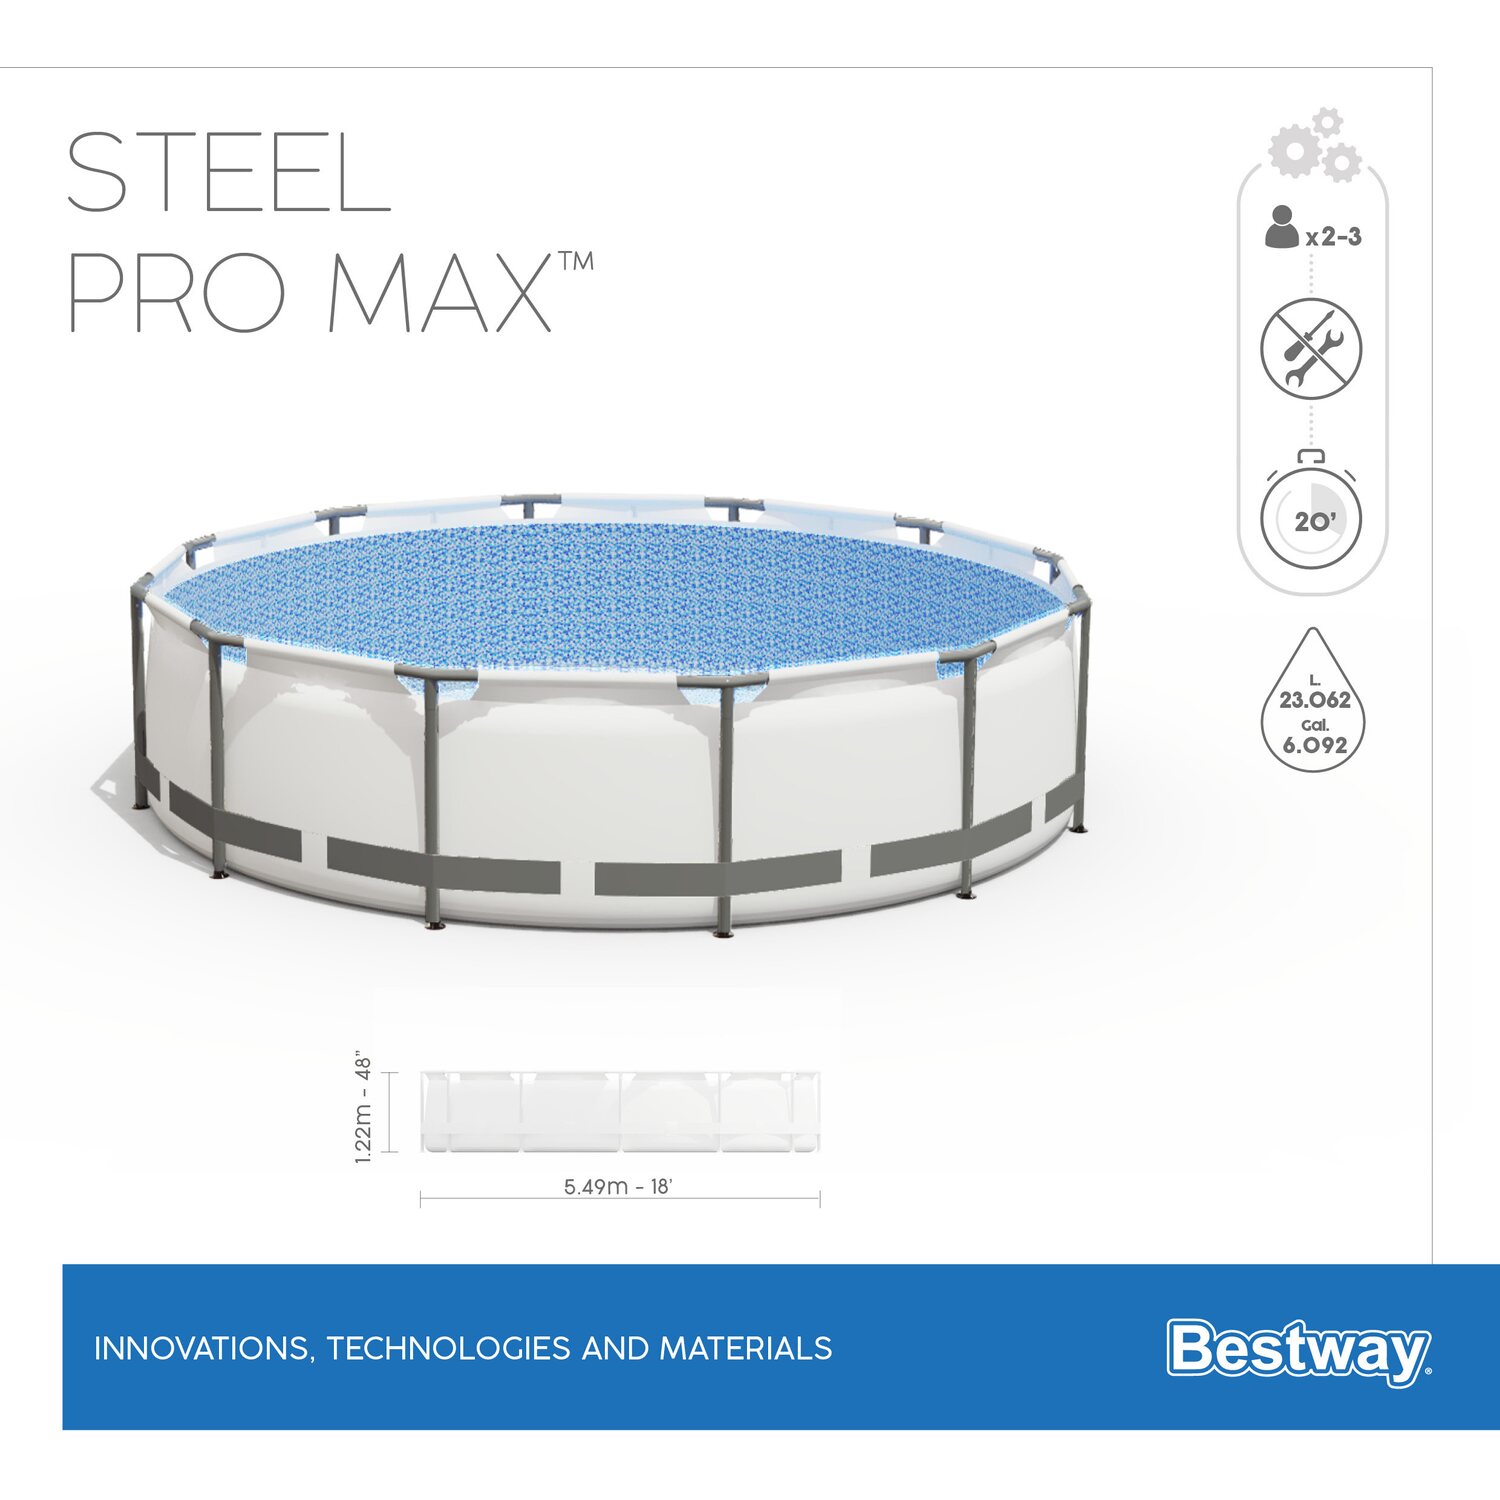 STEEL
PRO MAX™
x2-3
20’
L.
23.062
Gal.
6.092
1.22m - 48”
5.49m - 18’
INNOVATIONS, TECHNOLOGIES AND MATERIALS
Bestway®